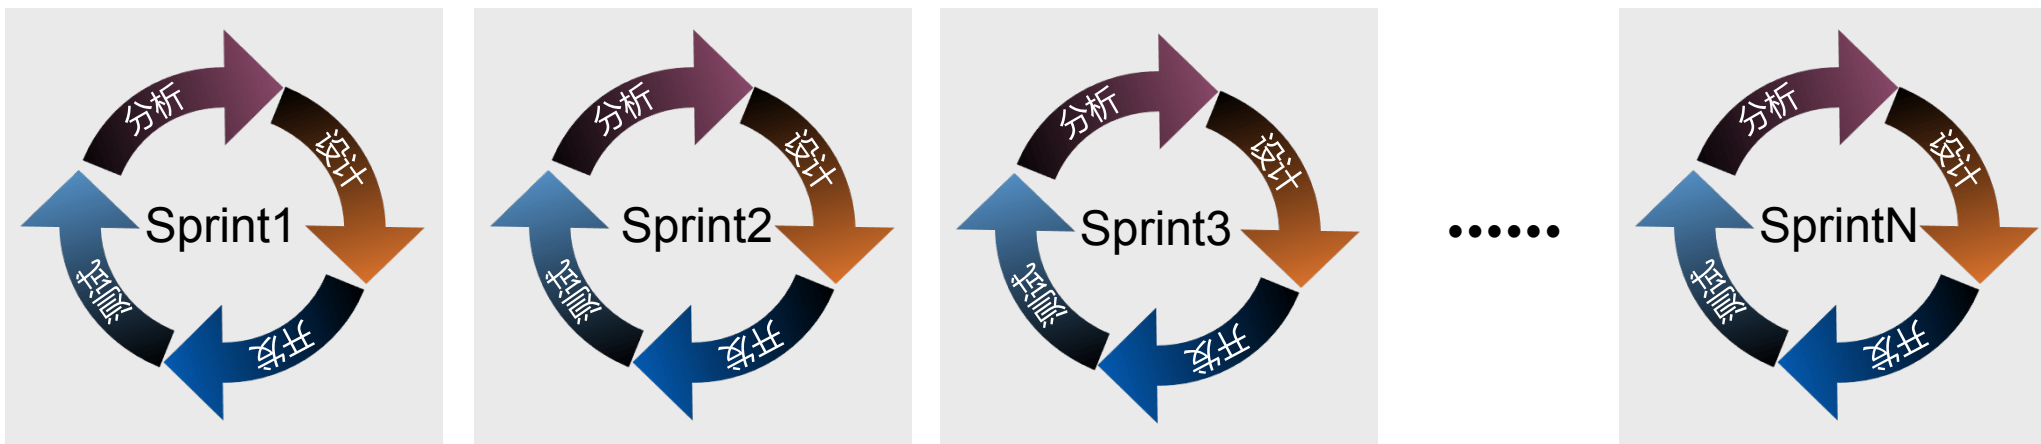 分析
设计
开发
测试
Sprint1
分析
设计
开发
测试
Sprint2
分析
设计
开发
测试
Sprint3
······
分析
设计
开发
测试
SprintN